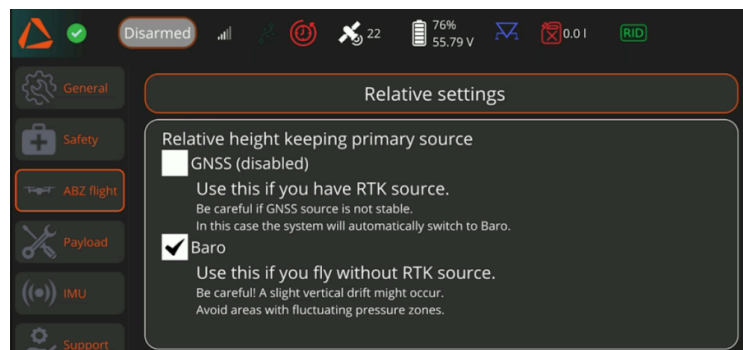 Disarmed
22
76%
55.79 V
0.0 l
RID
General
Safety
ABZ flight
Payload
IMU
Support
Relative settings
Relative height keeping primary source
GNSS (disabled)
Use this if you have RTK source.
Be careful if GNSS source is not stable.
In this case the system will automatically switch to Baro.
Baro
Use this if you fly without RTK source.
Be careful! A slight vertical drift might occur.
Avoid areas with fluctuating pressure zones.